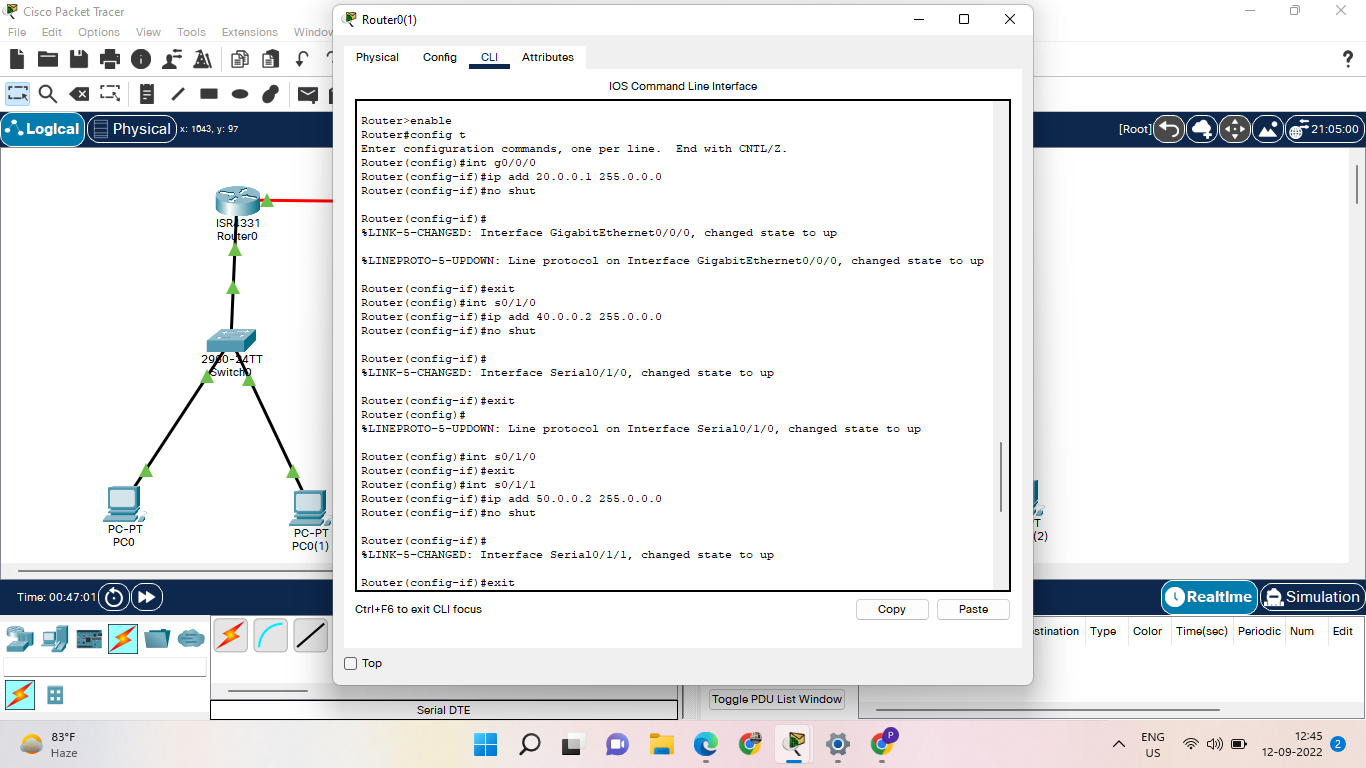 Cisco Packet Tracer
File Edit Options View Tools Extensions Window
Logical Physical x: 1043, y: 97
[Root] 21:05:00
ISR4331
Router0
2960-24TT
Switch0
PC-PT
PC0
PC-PT
PC0(1)
T
(2)
Router0(1)
Physical Config CLI Attributes
IOS Command Line Interface
Router>enable
Router#config t
Enter configuration commands, one per line. End with CNTL/Z.
Router(config)#int g0/0/0
Router(config-if)#ip add 20.0.0.1 255.0.0.0
Router(config-if)#no shut
Router(config-if)#
%LINK-5-CHANGED: Interface GigabitEthernet0/0/0, changed state to up
%LINEPROTO-5-UPDOWN: Line protocol on Interface GigabitEthernet0/0/0, changed state to up
Router(config-if)#exit
Router(config)#int s0/1/0
Router(config-if)#ip add 40.0.0.2 255.0.0.0
Router(config-if)#no shut
Router(config-if)#
%LINK-5-CHANGED: Interface Serial0/1/0, changed state to up
Router(config-if)#exit
Router(config)#
%LINEPROTO-5-UPDOWN: Line protocol on Interface Serial0/1/0, changed state to up
Router(config)#int s0/1/0
Router(config-if)#exit
Router(config)#int s0/1/1
Router(config-if)#ip add 50.0.0.2 255.0.0.0
Router(config-if)#no shut
Router(config-if)#
%LINK-5-CHANGED: Interface Serial0/1/1, changed state to up
Router(config-if)#exit
Ctrl+F6 to exit CLI focus
Copy Paste
Top
Time: 00:47:01
Realtime Simulation
stination Type Color Time(sec) Periodic Num Edit
Toggle PDU List Window
Serial DTE
83°F
Haze
ENG
US
12:45
12-09-2022
2
P